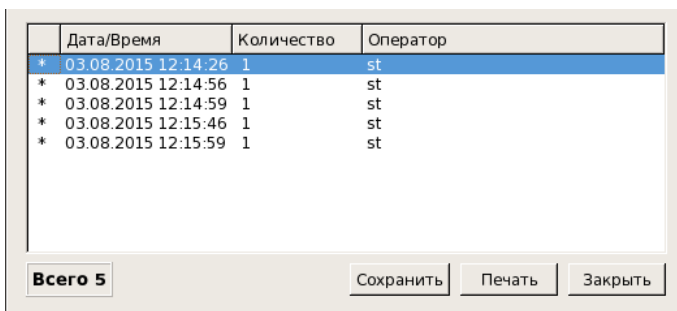 Дата/Время Количество Оператор
* 03.08.2015 12:14:26 1 st
* 03.08.2015 12:14:56 1 st
* 03.08.2015 12:14:59 1 st
* 03.08.2015 12:15:46 1 st
* 03.08.2015 12:15:59 1 st
Всего 5 Сохранить Печать Закрыть